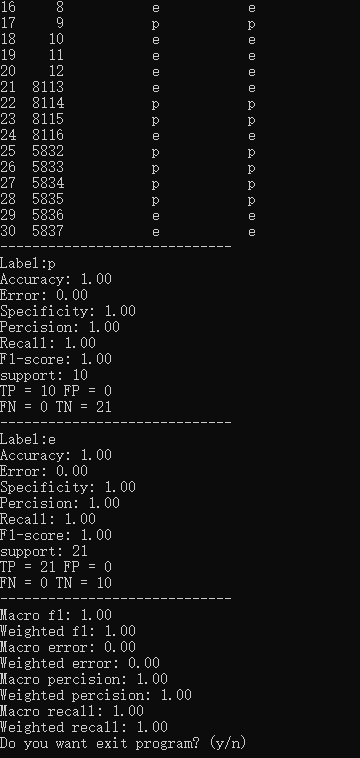 16    8           e           e
17    9           p           p
18   10           e           e
19   11           e           e
20   12           e           e
21  8113           e           e
22  8114           p           p
23  8115           p           p
24  8116           e           e
25  5832           p           p
26  5833           p           p
27  5834           p           p
28  5835           p           p
29  5836           e           e
30  5837           e           e
-----------------------------
Label:p
Accuracy: 1.00
Error: 0.00
Specificity: 1.00
Percision: 1.00
Recall: 1.00
F1-score: 1.00
support: 10
TP = 10 FP = 0
FN = 0 TN = 21
-----------------------------
Label:e
Accuracy: 1.00
Error: 0.00
Specificity: 1.00
Percision: 1.00
Recall: 1.00
F1-score: 1.00
support: 21
TP = 21 FP = 0
FN = 0 TN = 10
-----------------------------
Macro f1: 1.00
Weighted f1: 1.00
Macro error: 0.00
Weighted error: 0.00
Macro percision: 1.00
Weighted percision: 1.00
Macro recall: 1.00
Weighted recall: 1.00
Do you want exit program? (y/n)